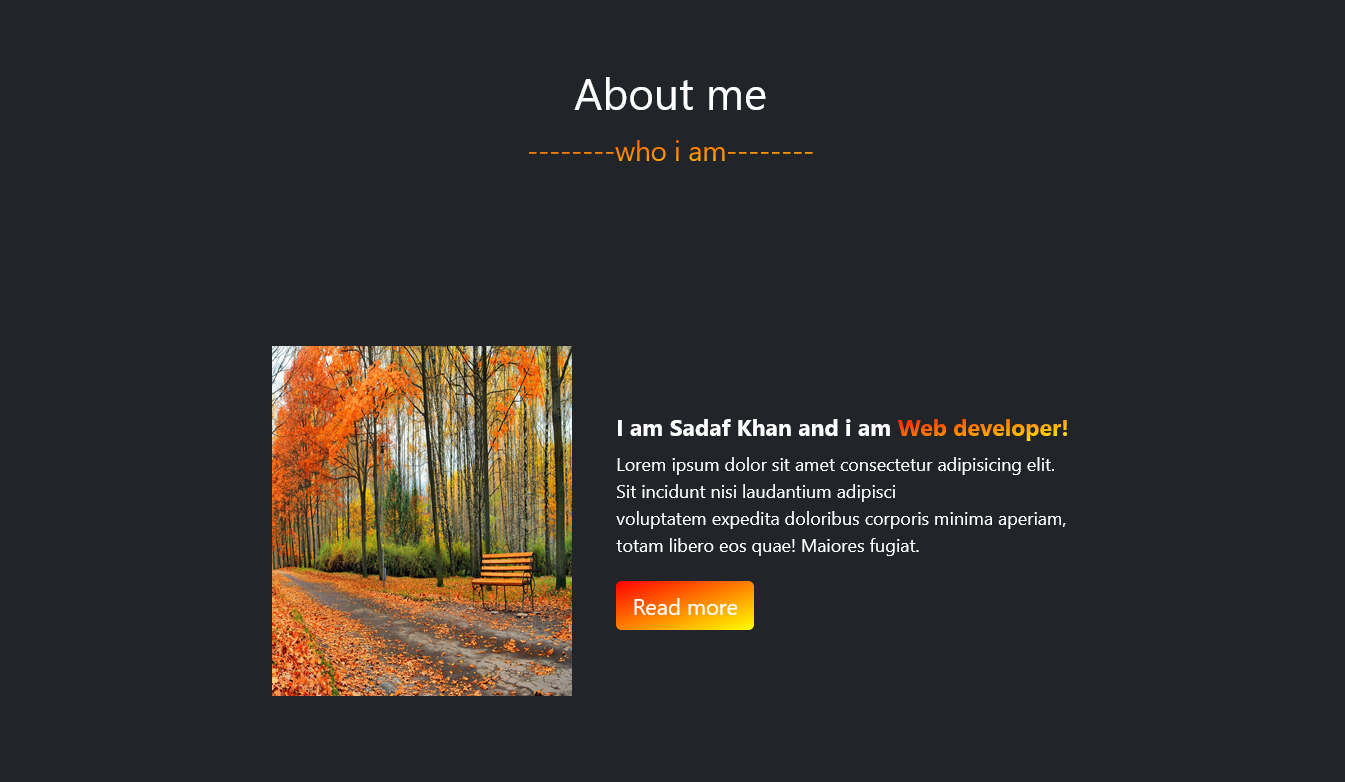 About me
--------who i am--------
I am Sadaf Khan and i am Web developer!
Lorem ipsum dolor sit amet consectetur adipisicing elit.
Sit incidunt nisi laudantium adipisci
voluptatem expedita doloribus corporis minima aperiam,
totam libero eos quae! Maiores fugiat.
Read more